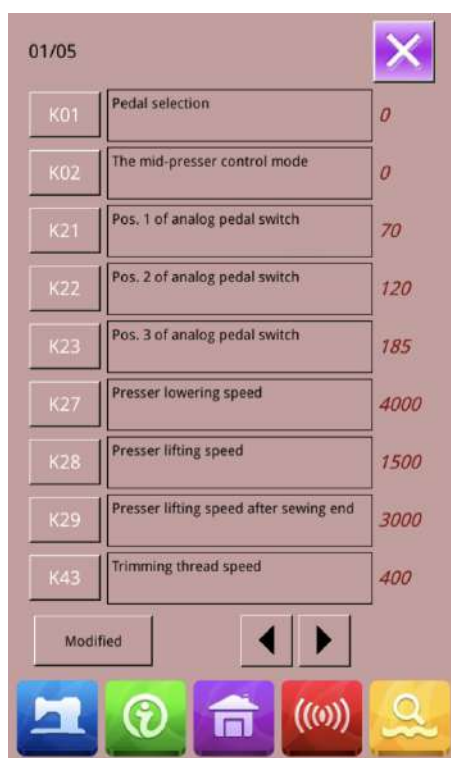 01/05
K01 Pedal selection 0
K02 The mid-presser control mode 0
K21 Pos. 1 of analog pedal switch 70
K22 Pos. 2 of analog pedal switch 120
K23 Pos. 3 of analog pedal switch 185
K27 Presser lowering speed 4000
K28 Presser lifting speed 1500
K29 Presser lifting speed after sewing end 3000
K43 Trimming thread speed 400
Modified